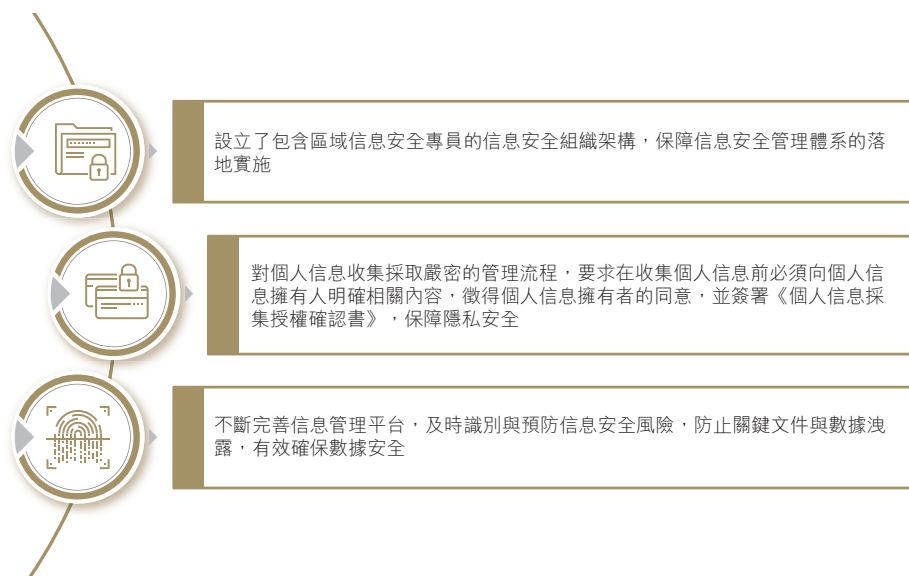 設立了包含區域信息安全專員的信息安全組織架構，保障信息安全管理體系的落
地實施
對個人信息收集採取嚴密的管理流程，要求在收集個人信息前必須向個人信
息擁有人明確相關內容，徵得個人信息擁有者的同意，並簽署《個人信息採
集授權確認書》，保障隱私安全
不斷完善信息管理平台，及時識別與預防信息安全風險，防止關鍵文件與數據洩
露，有效確保數據安全